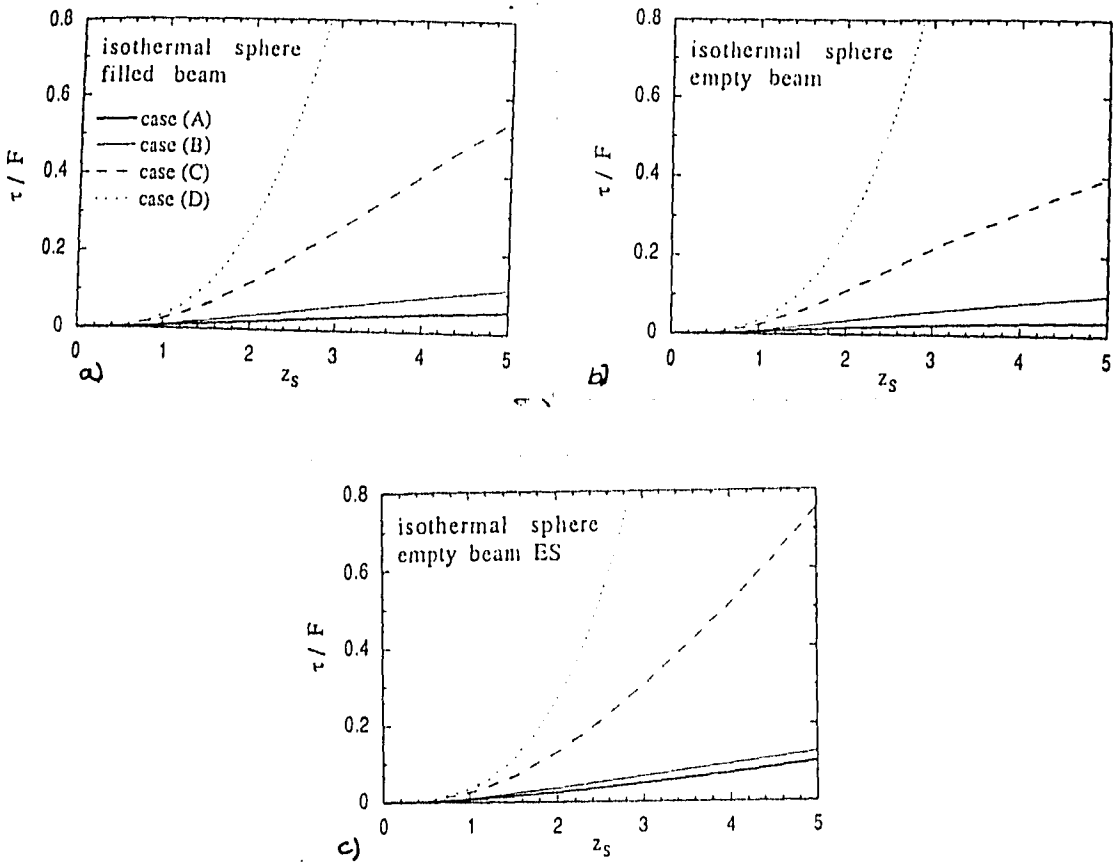 0.8
isothermal sphere
filled beam
0.6
case (A)
case (B)
0.4
case (C)
case (D)
τ / F
0.2
0
0 1 2 3 4 5
a)
z_s
0.8
isothermal sphere
empty beam
0.6
0.4
τ / F
0.2
0
0 1 2 3 4 5
b)
z_s
0.8
isothermal sphere
empty beam ES
0.6
0.4
τ / F
0.2
0
0 1 2 3 4 5
c)
z_s